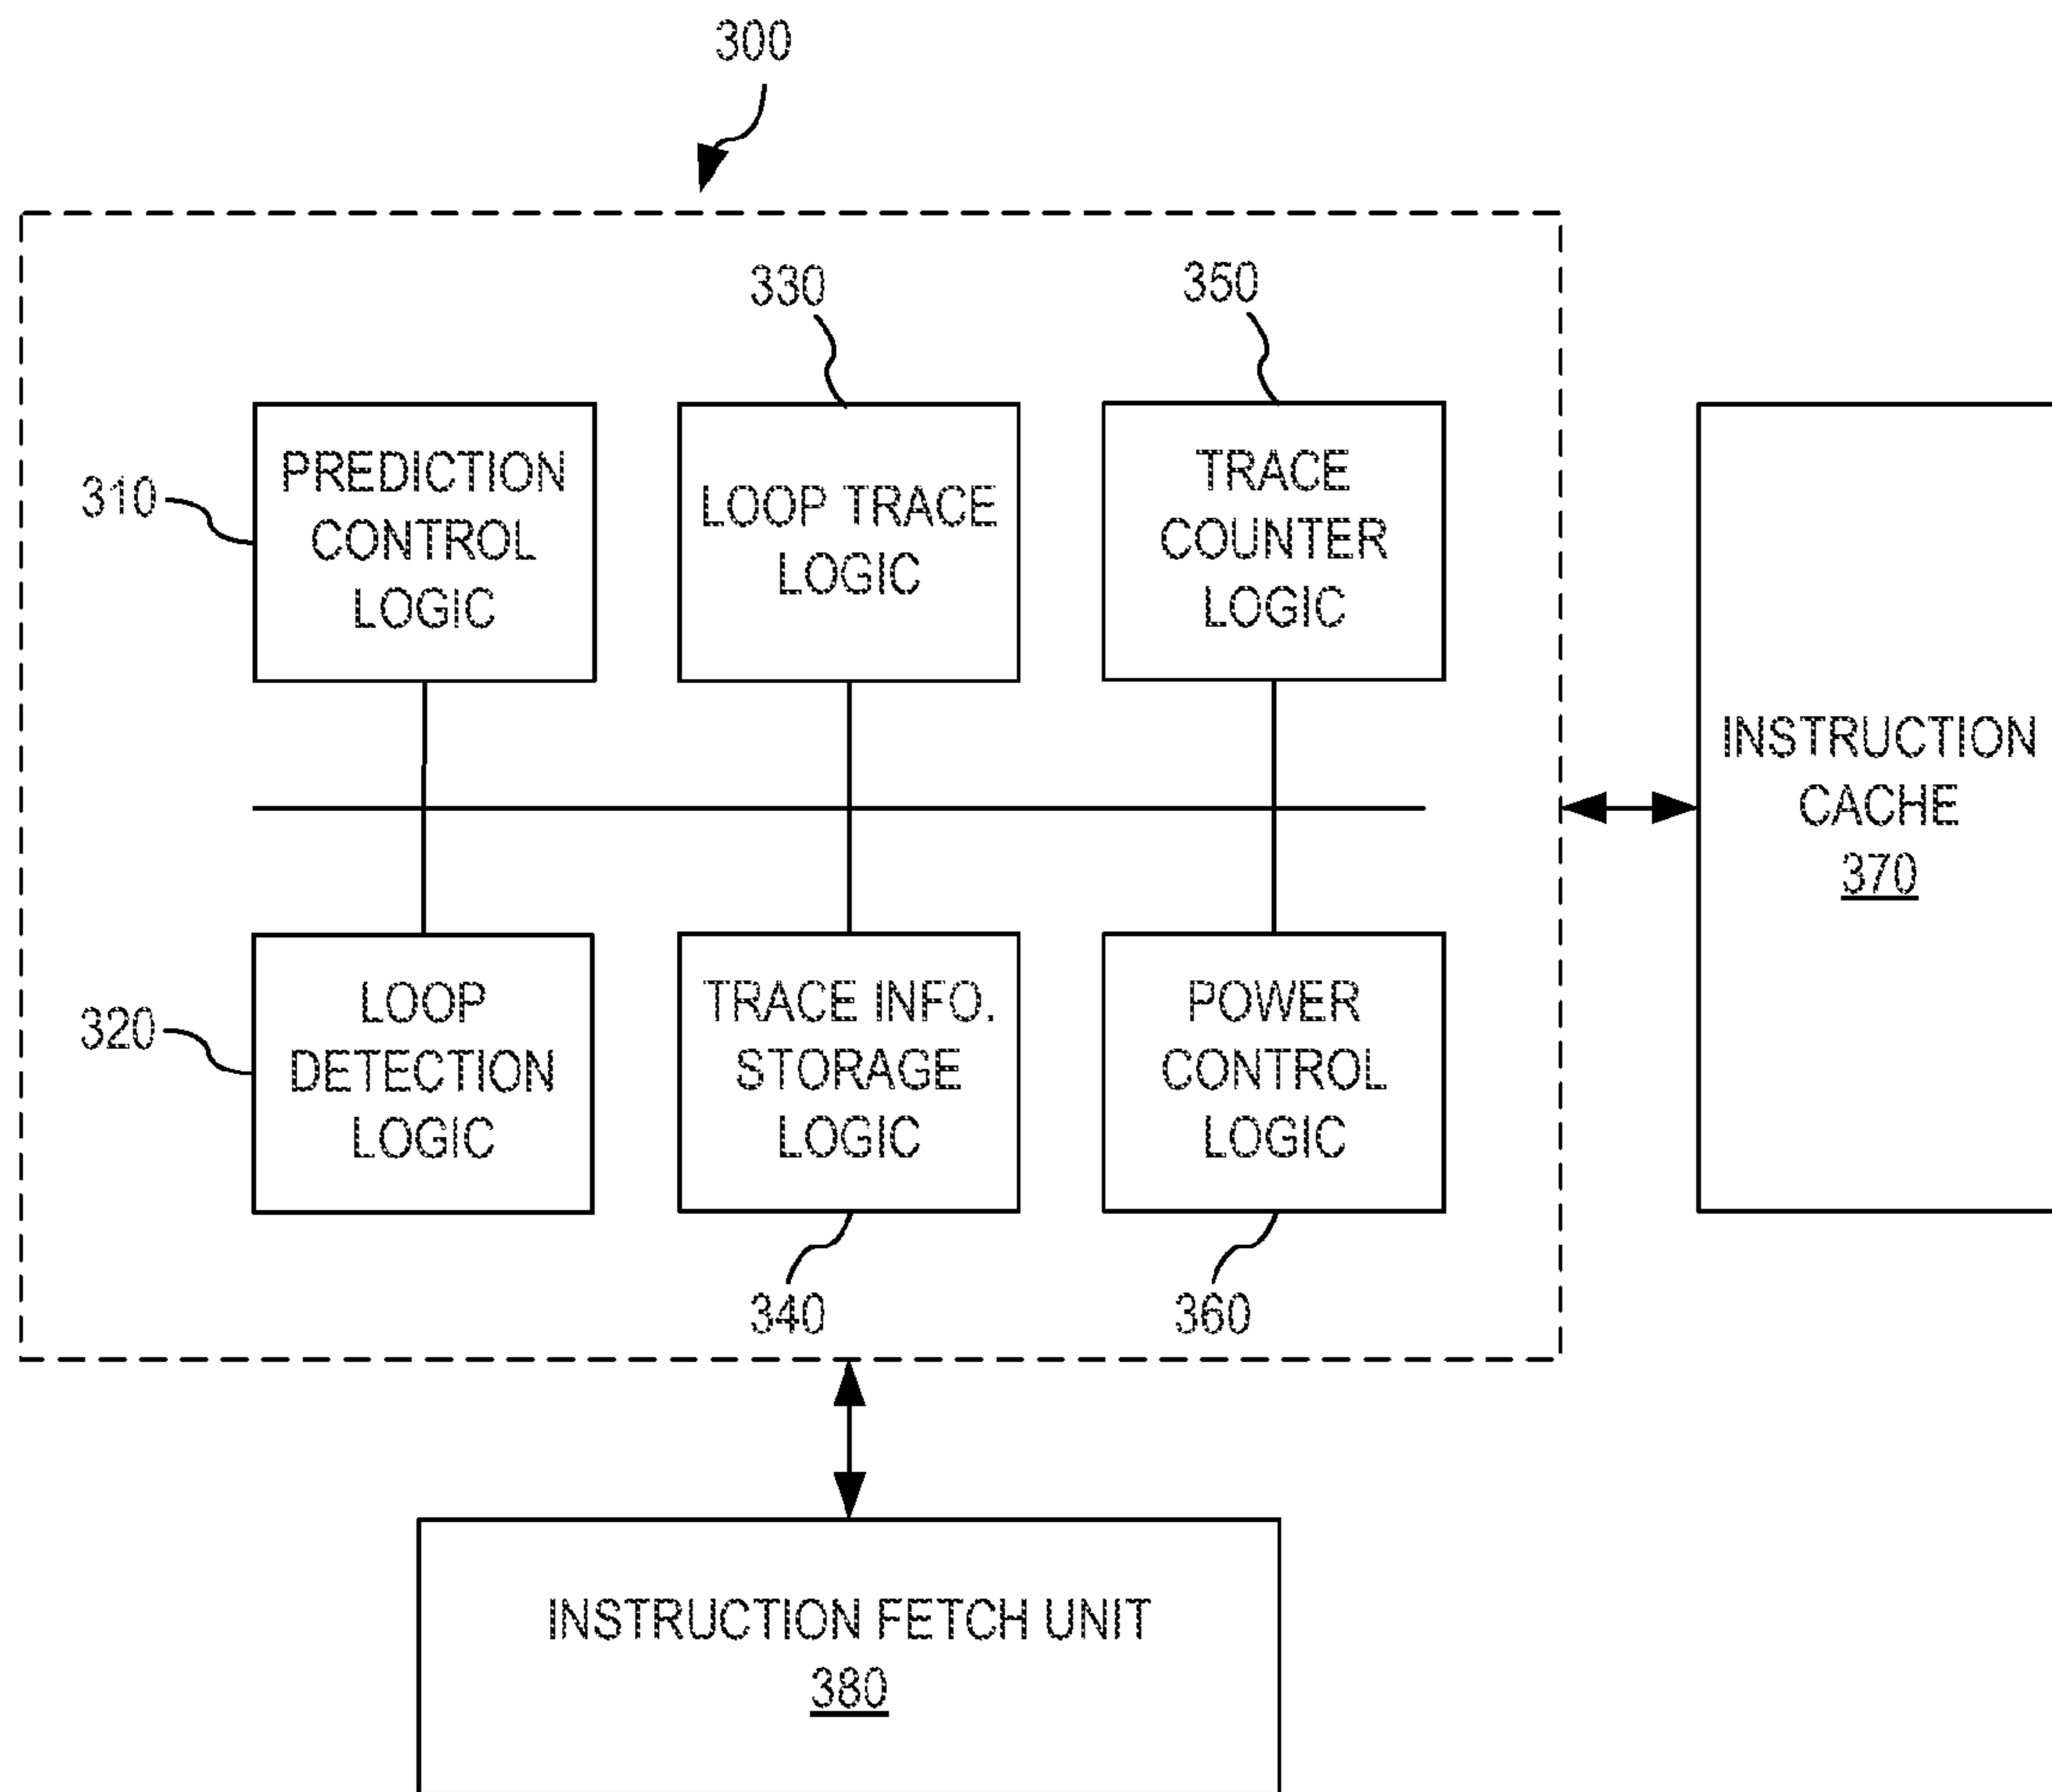 300
330
350
310
PREDICTION
CONTROL
LOGIC
LOOP TRACE
LOGIC
TRACE
COUNTER
LOGIC
INSTRUCTION
CACHE
370
320
LOOP
DETECTION
LOGIC
TRACE INFO.
STORAGE
LOGIC
POWER
CONTROL
LOGIC
340
360
INSTRUCTION FETCH UNIT
380